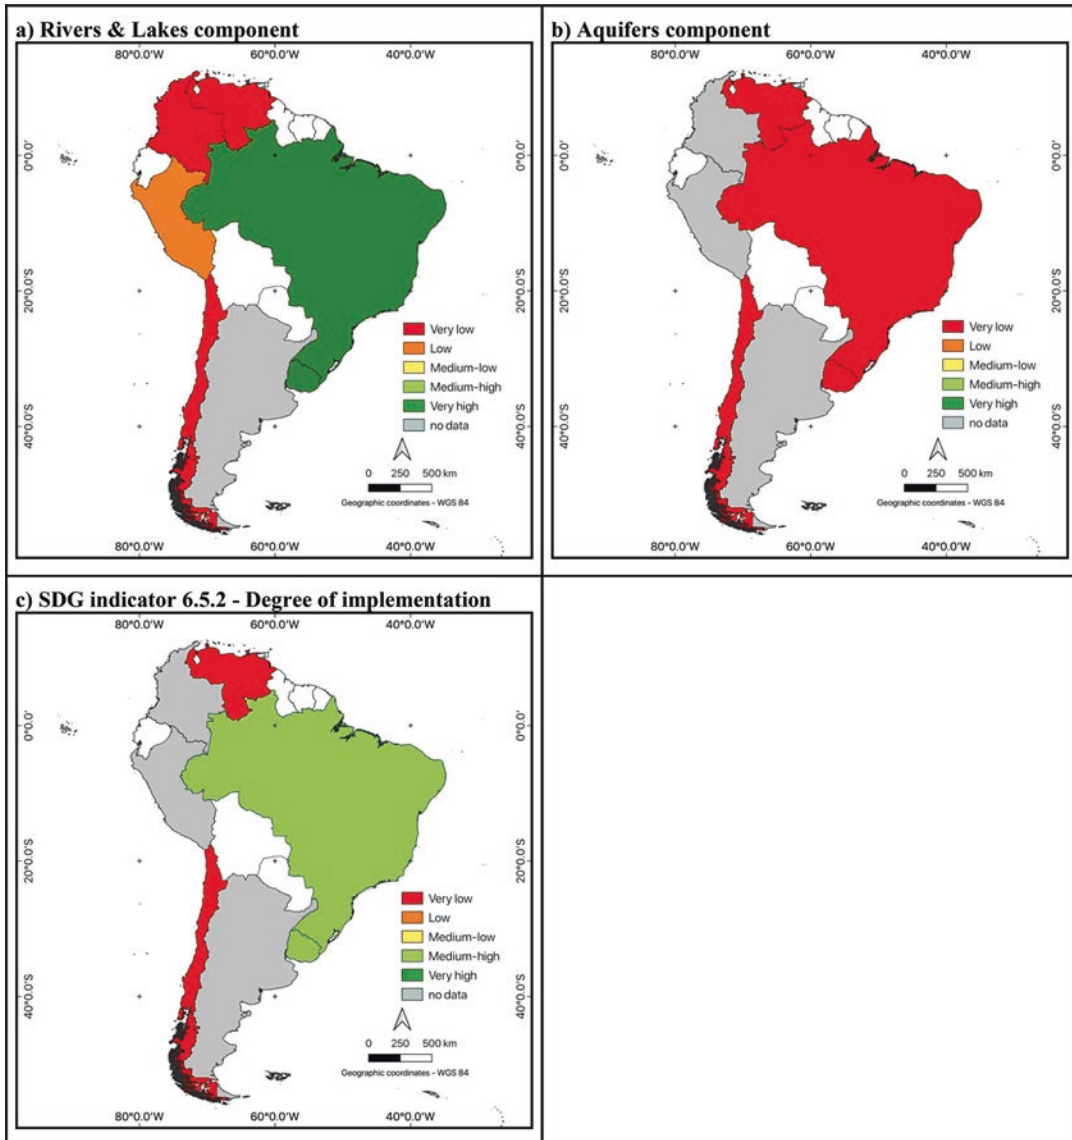 a) Rivers & Lakes component
80°0.0'W 60°0.0'W 40°0.0'W
0°0.0'
20°0.0'S
40°0.0'S
0°0.0'
20°0.0'S
40°0.0'S
Very low
Low
Medium-low
Medium-high
Very high
no data
0 250 500 km
Geographic coordinates - WGS 84
80°0.0'W 60°0.0'W 40°0.0'W
b) Aquifers component
80°0.0'W 60°0.0'W 40°0.0'W
0°0.0'
20°0.0'S
40°0.0'S
0°0.0'
20°0.0'S
40°0.0'S
Very low
Low
Medium-low
Medium-high
Very high
no data
0 250 500 km
Geographic coordinates - WGS 84
80°0.0'W 60°0.0'W 40°0.0'W
c) SDG indicator 6.5.2 - Degree of implementation
80°0.0'W 60°0.0'W 40°0.0'W
0°0.0'
20°0.0'S
40°0.0'S
0°0.0'
20°0.0'S
40°0.0'S
Very low
Low
Medium-low
Medium-high
Very high
no data
0 250 500 km
Geographic coordinates - WGS 84
80°0.0'W 60°0.0'W 40°0.0'W